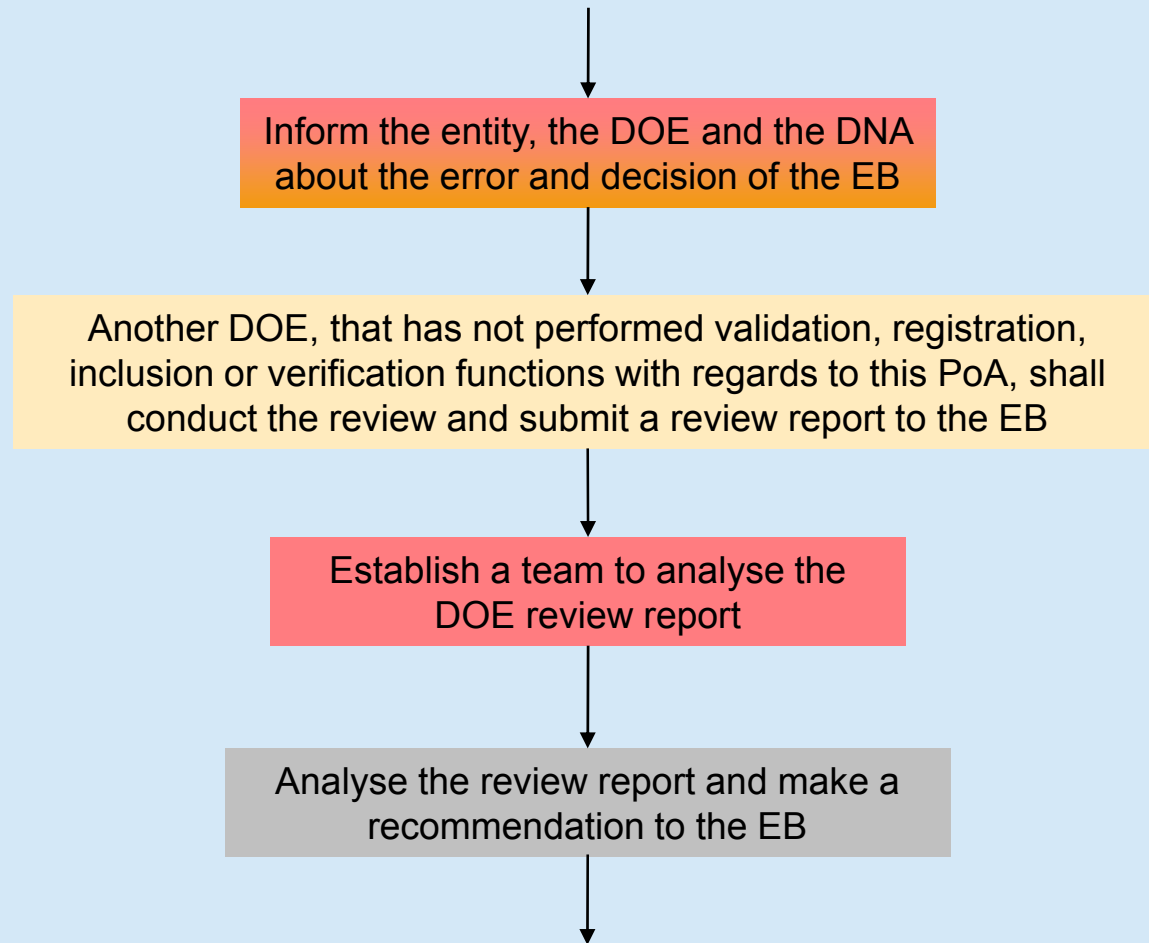 Inform the entity, the DOE and the DNA
about the error and decision of the EB
Another DOE, that has not performed validation, registration,
inclusion or verification functions with regards to this PoA, shall
conduct the review and submit a review report to the EB
Establish a team to analyse the
DOE review report
Analyse the review report and make a
recommendation to the EB